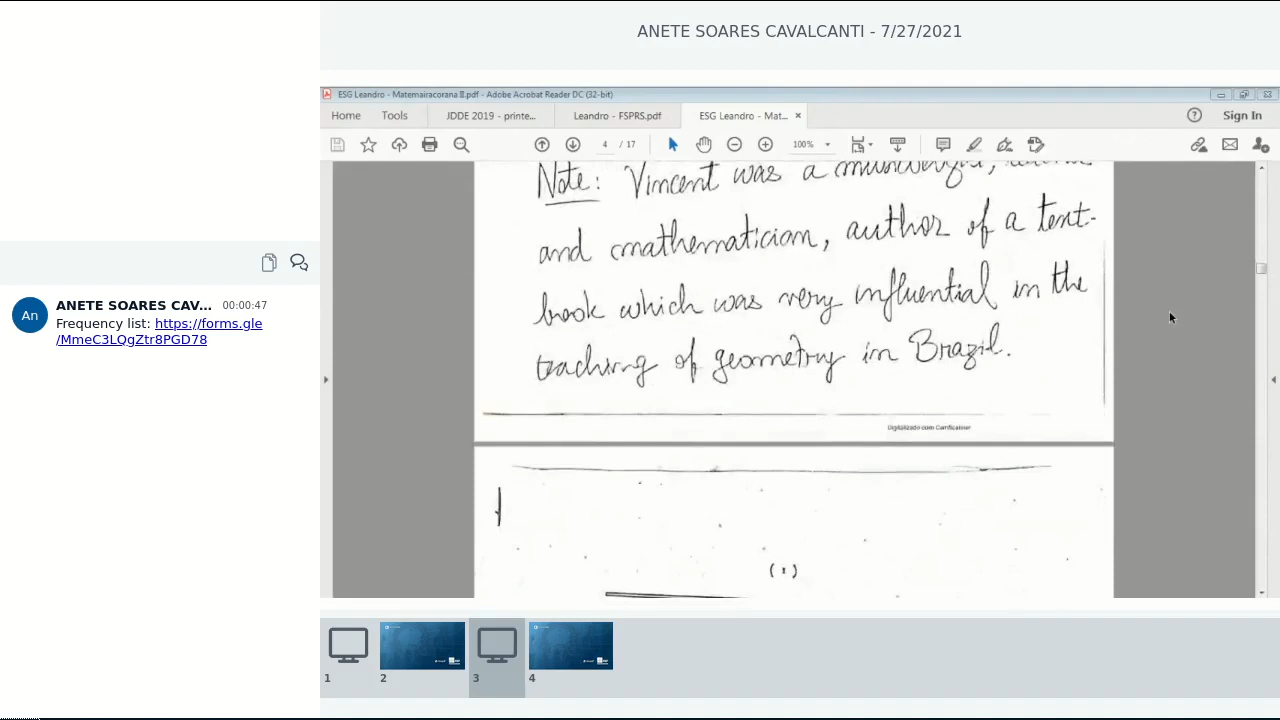 ANETE SOARES CAVALCANTI - 7/27/2021
ESG Leandro - Matemairacorana II.pdf - Adobe Acrobat Reader DC (32-bit)
Home Tools JDDE 2019 - printe... Leandro - FSPRS.pdf ESG Leandro - Mat... × ? Sign In
4 / 17 100%
Note: Vincent was a
and mathematician, author of a text-
book which was very influential in the
teaching of geometry in Brazil.
Digitalizado com CamScanner
(1)
An ANETE SOARES CAV... 00:00:47
Frequency list: https://forms.gle
/MmeC3LQgZtr8PGD78
1 2 3 4